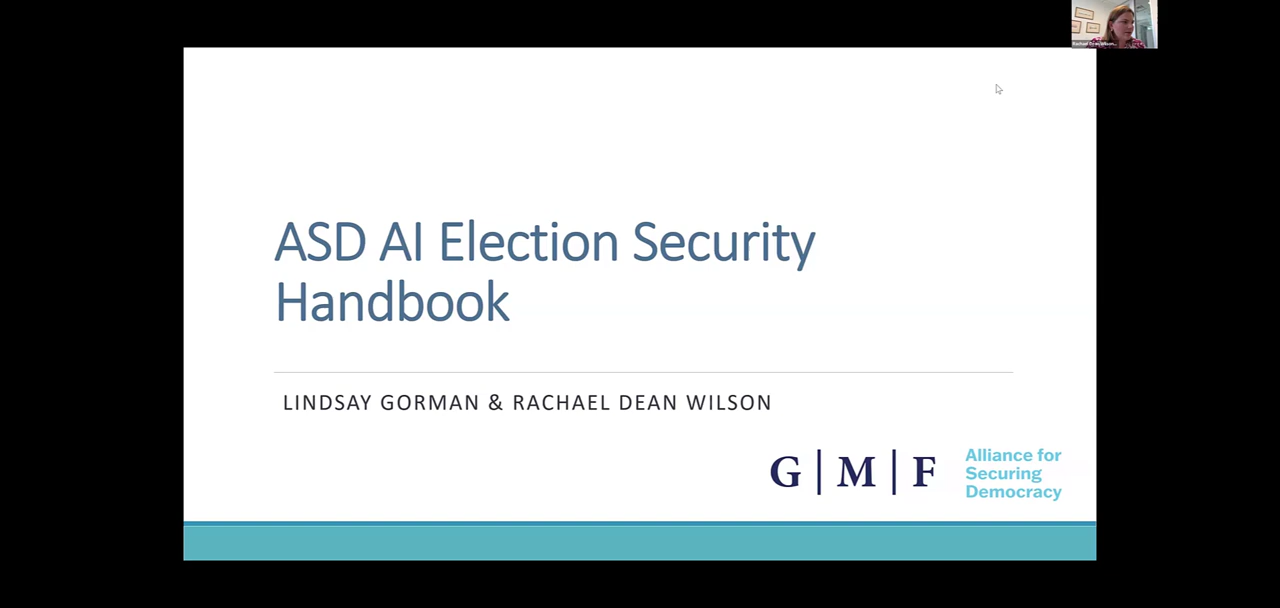 ASD AI Election Security
Handbook
LINDSAY GORMAN & RACHAEL DEAN WILSON
G|M|F
Alliance for
Securing
Democracy